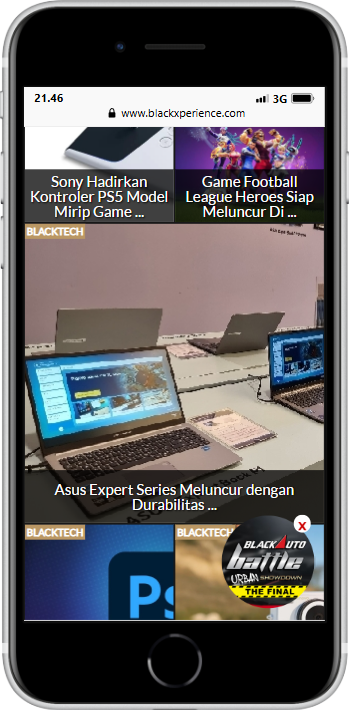 21.46
3G
www.blackxperience.com
Sony Hadirkan
Kontroler PS5 Model
Mirip Game ...
Game Football
League Heroes Siap
Meluncur Di ...
BLACKTECH
Asus Expert Series Meluncur dengan
Durabilitas ...
BLACKTECH
Ps
BLACKTECH
X
BLACKAUTO
battle
URBAN SHOWDOWN
THE FINAL